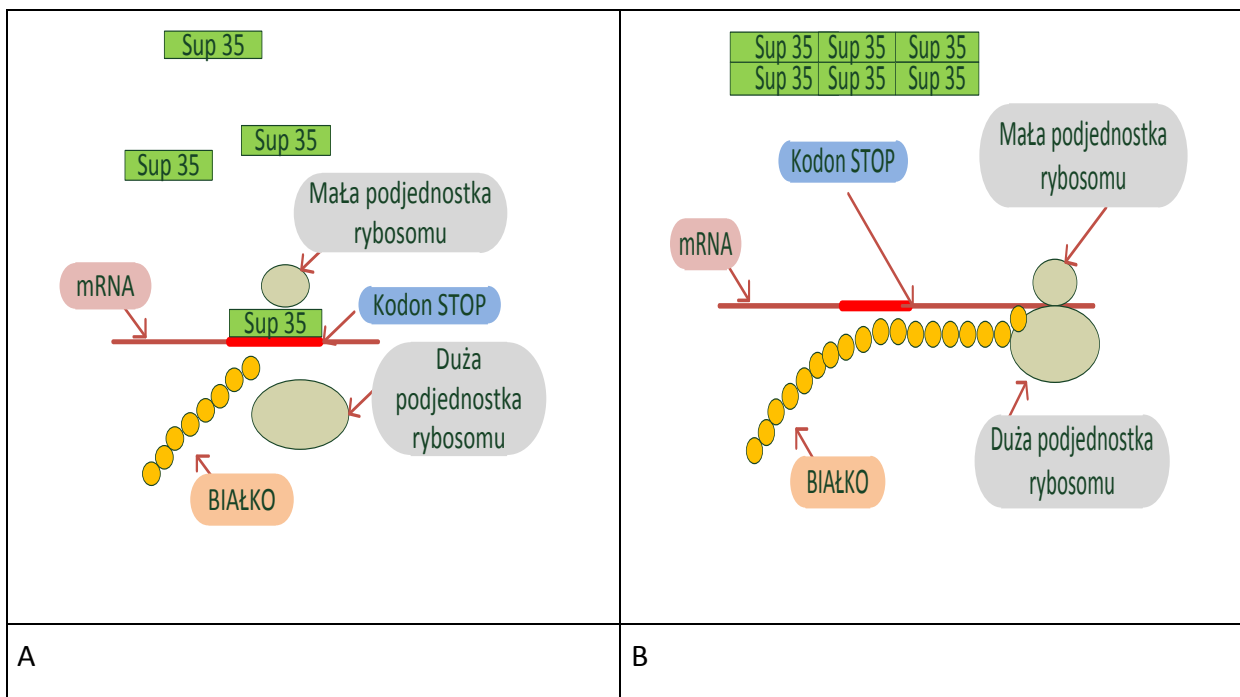 Sup 35
Sup 35
Sup 35
MaŁa podjednostka
rybosomu
mRNA
Sup 35
Kodon STOP
Duża
podjednostka
rybosomu
BIAŁKO
A
Sup 35 Sup 35 Sup 35
Sup 35 Sup 35 Sup 35
Mała podjednostka
rybosomu
Kodon STOP
mRNA
Duża podjednostka
rybosomu
BIAŁKO
B